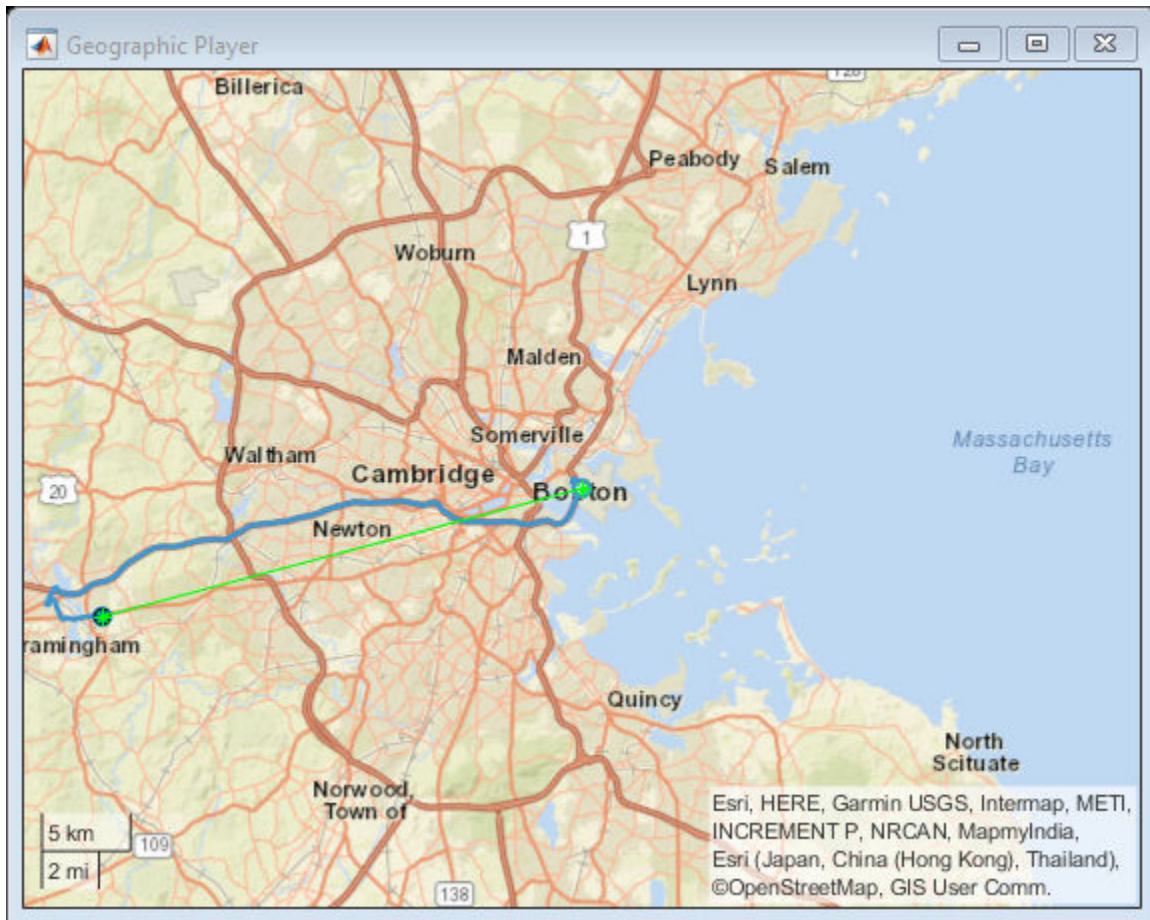 Geographic Player
128
Billerica
Peabody
Salem
1
Woburn
Lynn
Malden
Somerville
Massachusetts
Bay
Waltham
Cambridge
20
Boston
Newton
ramingham
Quincy
North
Scituate
Norwood,
Town of
Esri, HERE, Garmin USGS, Intermap, METI,
INCREMENT P, NRCAN, MapmyIndia,
Esri (Japan, China (Hong Kong), Thailand),
©OpenStreetMap, GIS User Comm.
5 km
109
2 mi
138